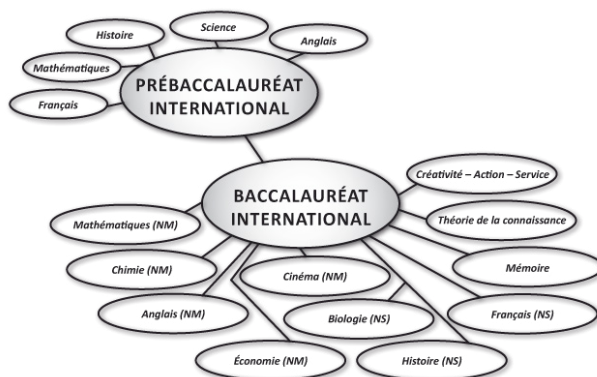 Histoire
Science
Anglais
Mathématiques
Français
PRÉBACCALAURÉAT
INTERNATIONAL
BACCALAURÉAT
INTERNATIONAL
Créativité – Action – Service
Théorie de la connaissance
Mémoire
Français (NS)
Histoire (NS)
Biologie (NS)
Cinéma (NM)
Économie (NM)
Anglais (NM)
Chimie (NM)
Mathématiques (NM)